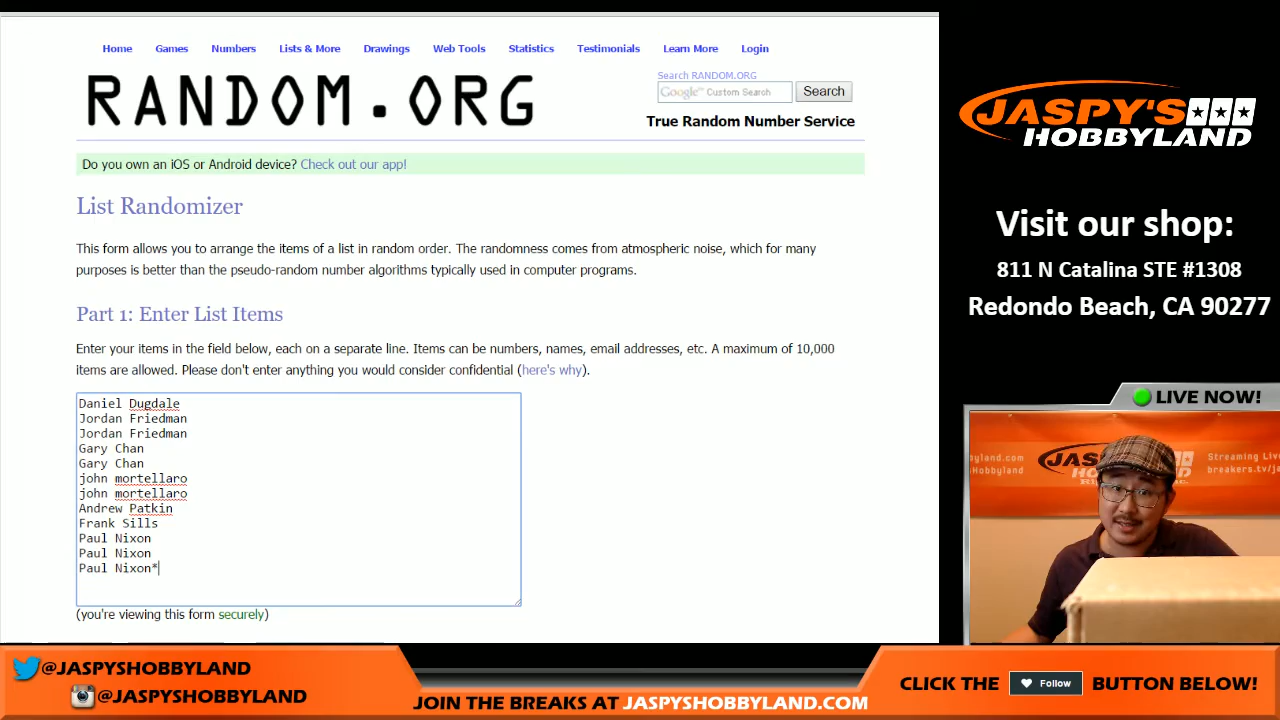 Home Games Numbers Lists & More Drawings Web Tools Statistics Testimonials Learn More Login
RANDOM.ORG
Search RANDOM.ORG
Google™ Custom Search Search
True Random Number Service
Do you own an iOS or Android device? Check out our app!
List Randomizer
This form allows you to arrange the items of a list in random order. The randomness comes from atmospheric noise, which for many
purposes is better than the pseudo-random number algorithms typically used in computer programs.
Part 1: Enter List Items
Enter your items in the field below, each on a separate line. Items can be numbers, names, email addresses, etc. A maximum of 10,000
items are allowed. Please don't enter anything you would consider confidential (here's why).
Daniel Dugdale
Jordan Friedman
Jordan Friedman
Gary Chan
Gary Chan
john mortellaro
john mortellaro
Andrew Patkin
Frank Sills
Paul Nixon
Paul Nixon
Paul Nixon*
(you're viewing this form securely)
JASPY'S
HOBBYLAND
Visit our shop:
811 N Catalina STE #1308
Redondo Beach, CA 90277
LIVE NOW!
Streaming Live
breakers.tv/ja
@JASPYSHOBBYLAND
@JASPYSHOBBYLAND
JOIN THE BREAKS AT JASPYSHOBBYLAND.COM
CLICK THE Follow BUTTON BELOW!